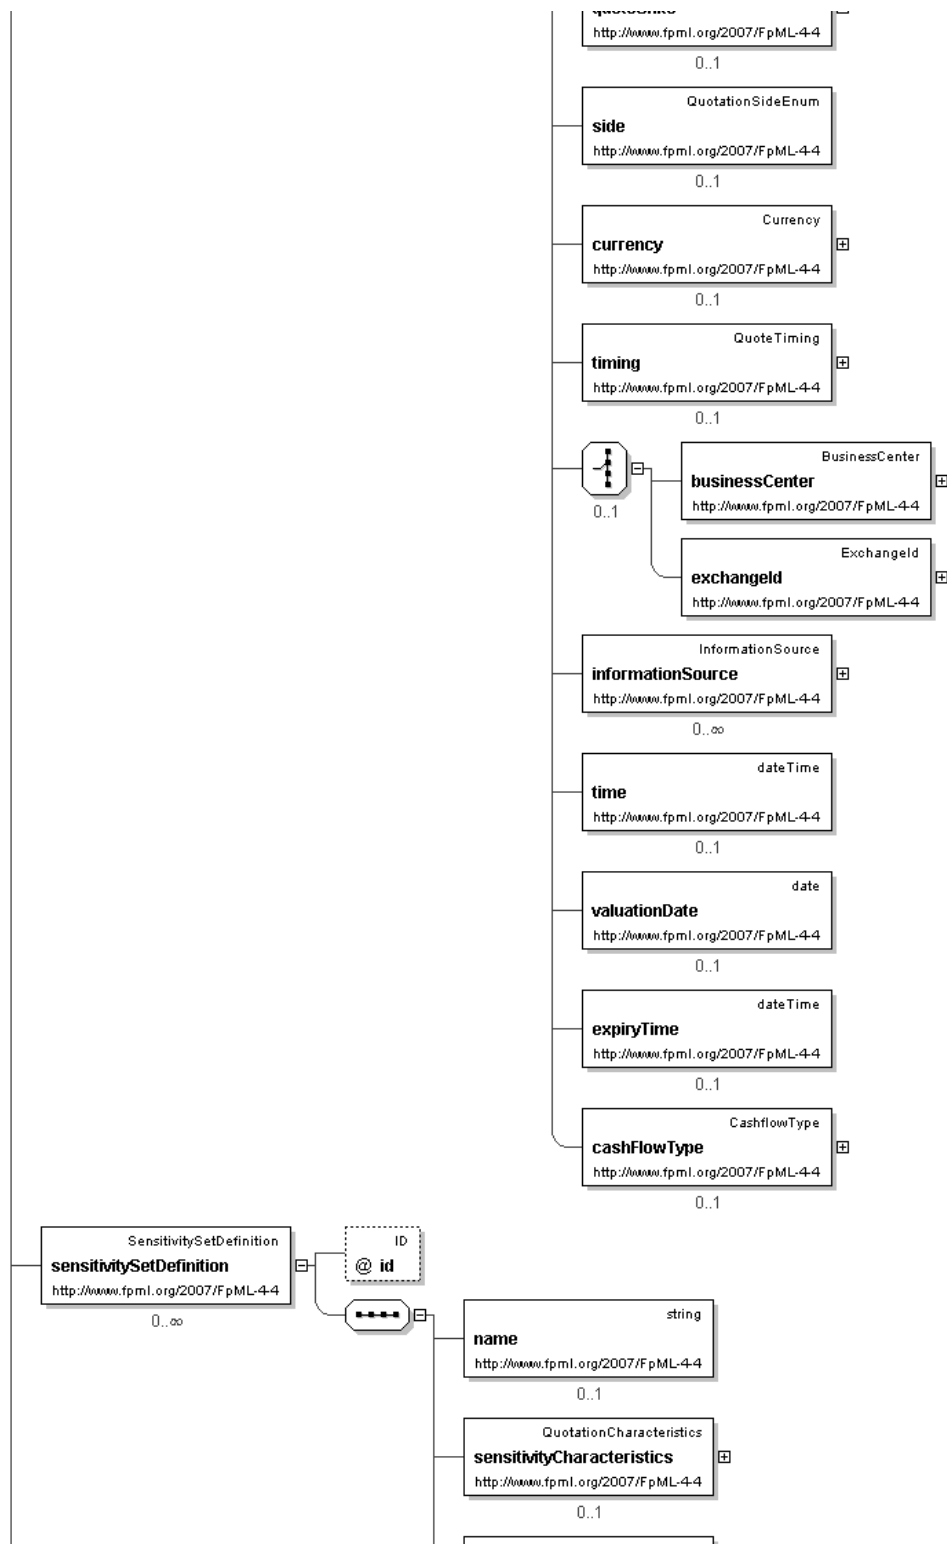 http://www.fpml.org/2007/FpML-4-4
0..1
QuotationSideEnum
side
http://www.fpml.org/2007/FpML-4-4
0..1
Currency
currency
http://www.fpml.org/2007/FpML-4-4
0..1
QuoteTiming
timing
http://www.fpml.org/2007/FpML-4-4
0..1
BusinessCenter
businessCenter
http://www.fpml.org/2007/FpML-4-4
0..1
ExchangeId
exchangeId
http://www.fpml.org/2007/FpML-4-4
InformationSource
informationSource
http://www.fpml.org/2007/FpML-4-4
0..∞
dateTime
time
http://www.fpml.org/2007/FpML-4-4
0..1
date
valuationDate
http://www.fpml.org/2007/FpML-4-4
0..1
dateTime
expiryTime
http://www.fpml.org/2007/FpML-4-4
0..1
CashflowType
cashFlowType
http://www.fpml.org/2007/FpML-4-4
0..1
SensitivitySetDefinition
sensitivitySetDefinition
http://www.fpml.org/2007/FpML-4-4
0..∞
ID
@ id
string
name
http://www.fpml.org/2007/FpML-4-4
0..1
QuotationCharacteristics
sensitivityCharacteristics
http://www.fpml.org/2007/FpML-4-4
0..1